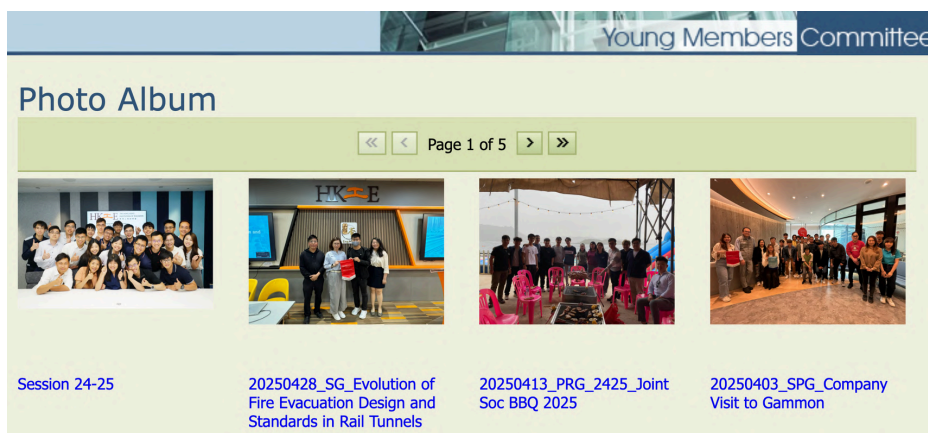 Young Members Committee
Photo Album
Page 1 of 5
HK E
Session 24-25
20250428_SG_Evolution of
Fire Evacuation Design and
Standards in Rail Tunnels
20250413_PRG_2425_Joint
Soc BBQ 2025
20250403_SPG_Company
Visit to Gammon